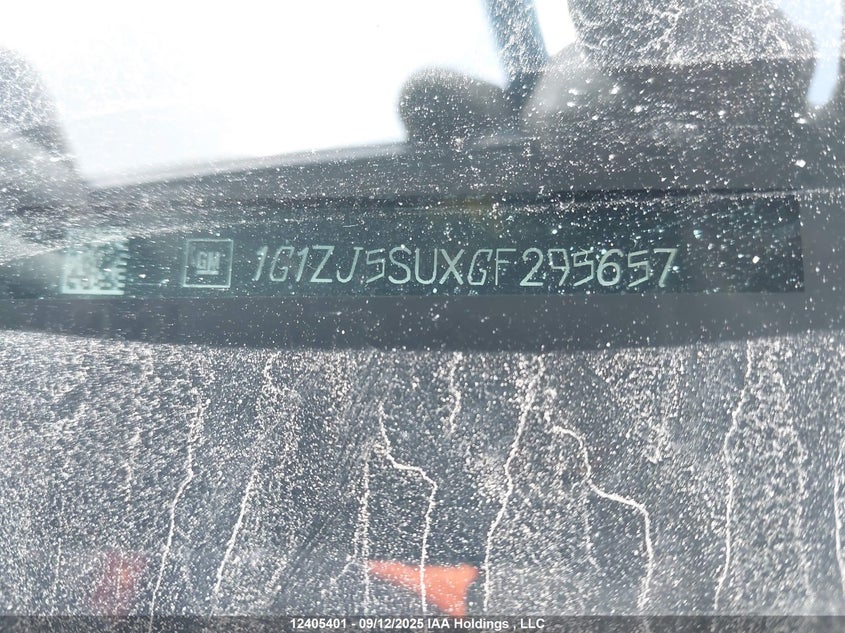 GM 1G1ZJ5SUXGF295657
12405401 - 09/12/2025 IAA Holdings , LLC